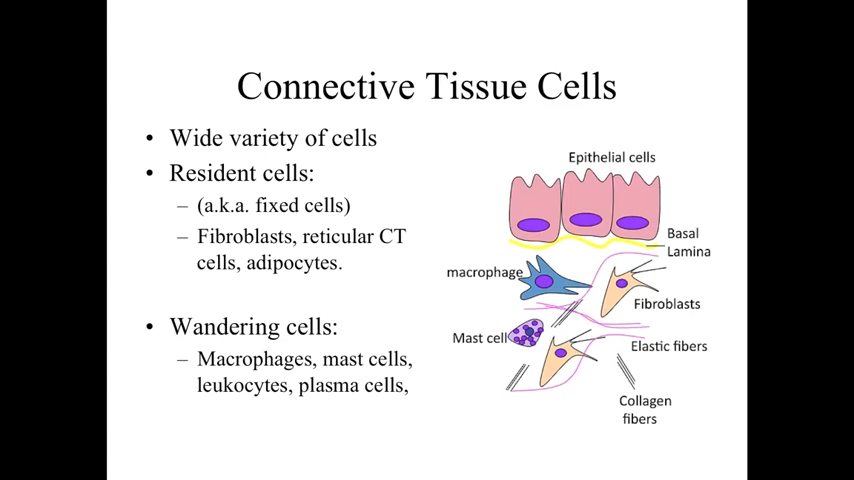 Connective Tissue Cells
• Wide variety of cells
• Resident cells:
– (a.k.a. fixed cells)
– Fibroblasts, reticular CT
cells, adipocytes.
• Wandering cells:
– Macrophages, mast cells,
leukocytes, plasma cells,
Epithelial cells
Basal
Lamina
macrophage
Fibroblasts
Mast cell
Elastic fibers
Collagen
fibers